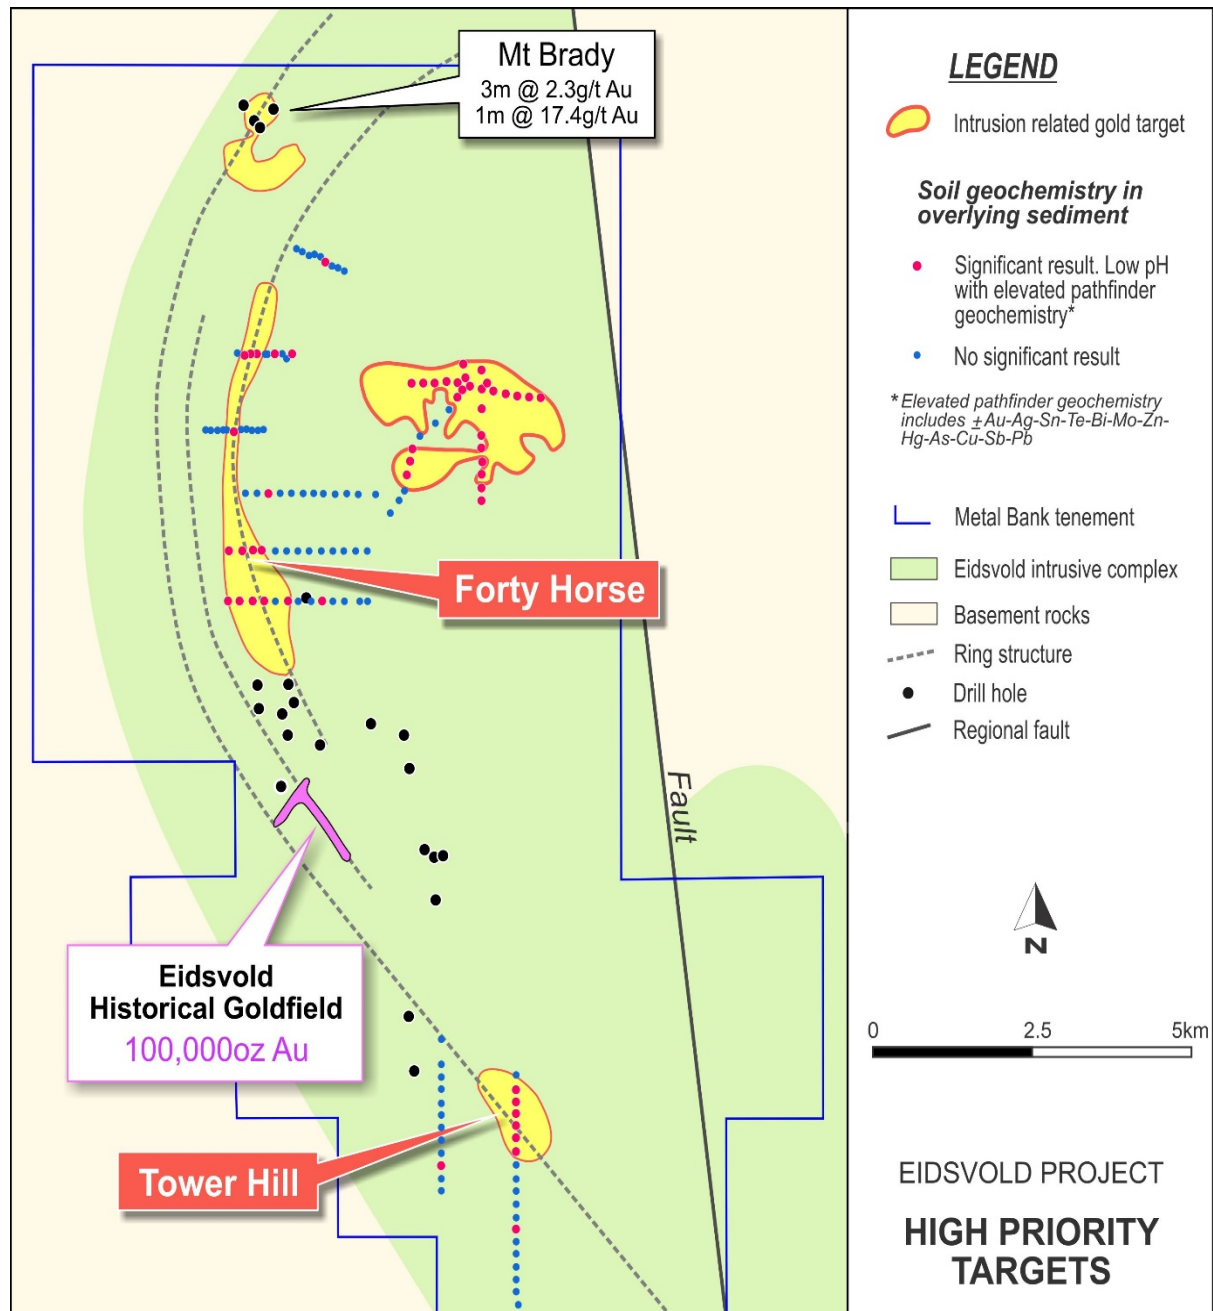 Mt Brady
3m @ 2.3g/t Au
1m @ 17.4g/t Au
Forty Horse
Fault
Eidsvold
Historical Goldfield
100,000oz Au
Tower Hill
LEGEND
Intrusion related gold target
Soil geochemistry in
overlying sediment
Significant result. Low pH
with elevated pathfinder
geochemistry*
No significant result
* Elevated pathfinder geochemistry
includes ±Au-Ag-Sn-Te-Bi-Mo-Zn-
Hg-As-Cu-Sb-Pb
Metal Bank tenement
Eidsvold intrusive complex
Basement rocks
Ring structure
Drill hole
Regional fault
N
0 2.5 5km
EIDSVOLD PROJECT
HIGH PRIORITY
TARGETS